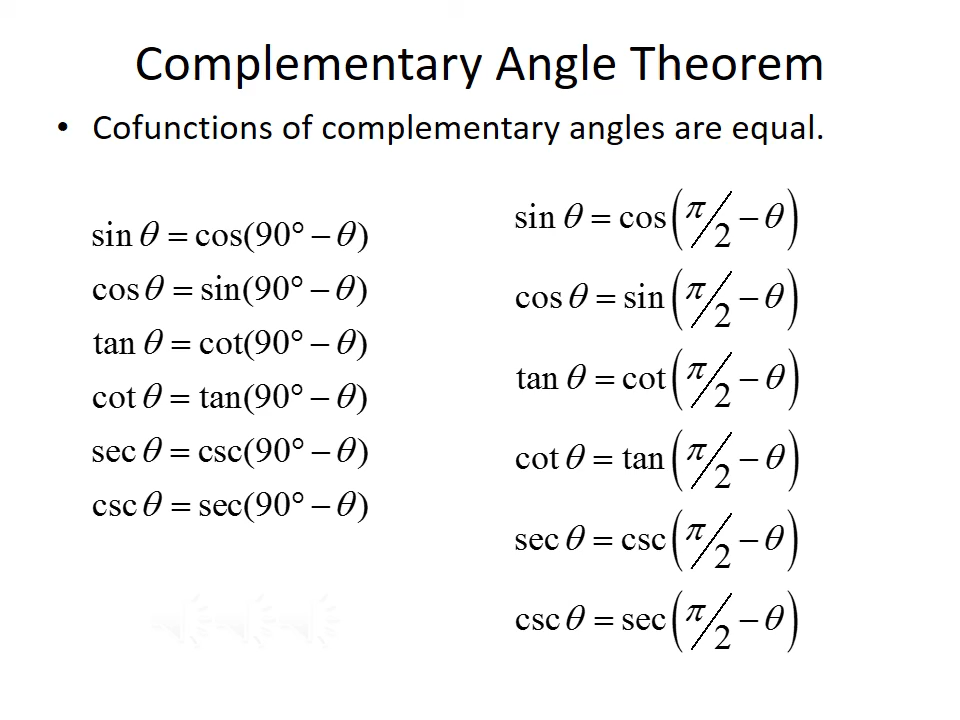 Complementary Angle Theorem
• Cofunctions of complementary angles are equal.
sin θ = cos(90° − θ)
cos θ = sin(90° − θ)
tan θ = cot(90° − θ)
cot θ = tan(90° − θ)
sec θ = csc(90° − θ)
csc θ = sec(90° − θ)
sin θ = cos(π/2 − θ)
cos θ = sin(π/2 − θ)
tan θ = cot(π/2 − θ)
cot θ = tan(π/2 − θ)
sec θ = csc(π/2 − θ)
csc θ = sec(π/2 − θ)